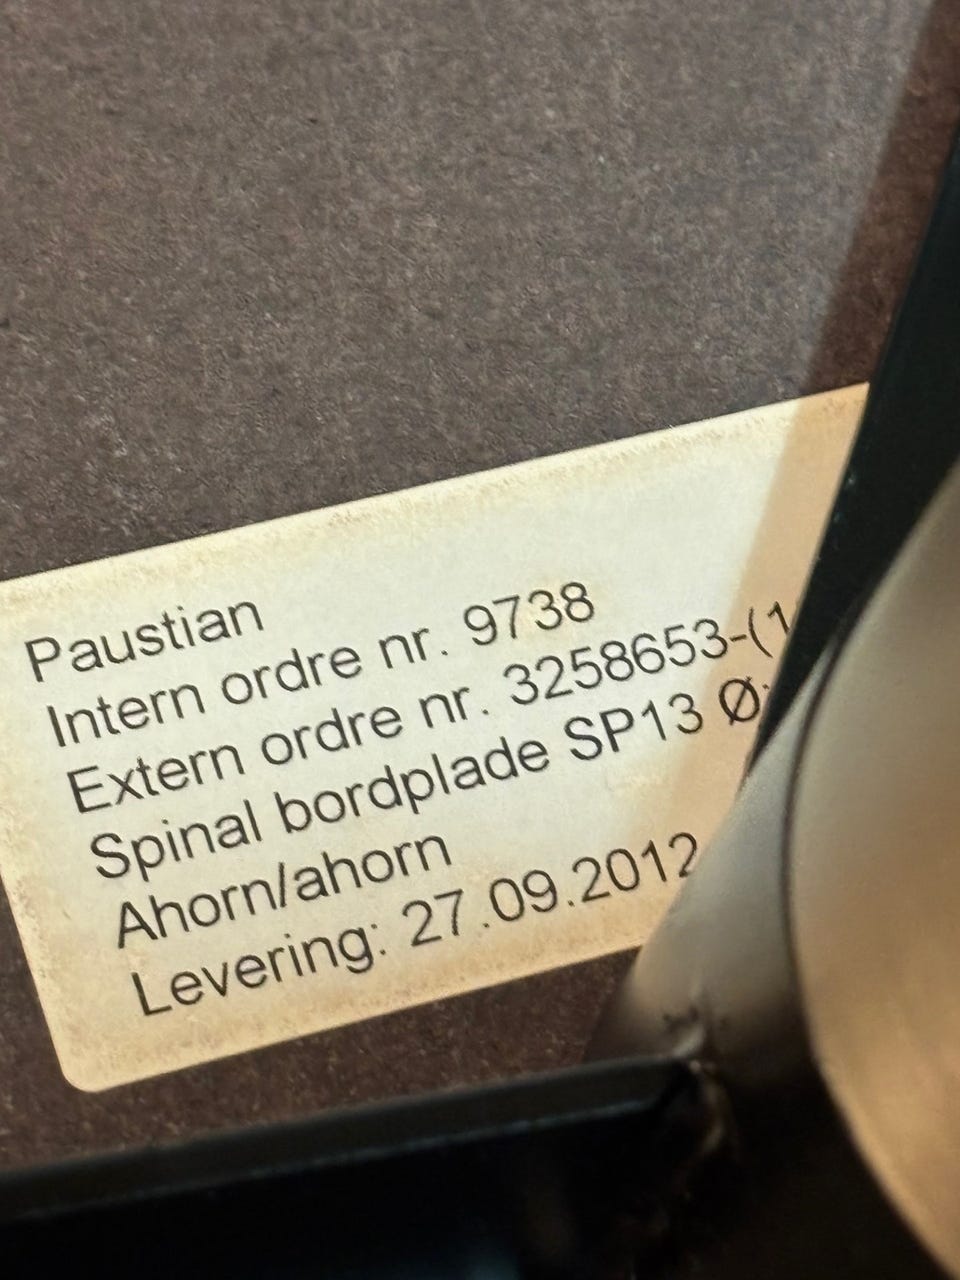 Paustian
Intern ordre nr. 9738
Extern ordre nr. 3258653-(1
Spinal bordplade SP13 Ø
Ahorn/ahorn
Levering: 27.09.2012